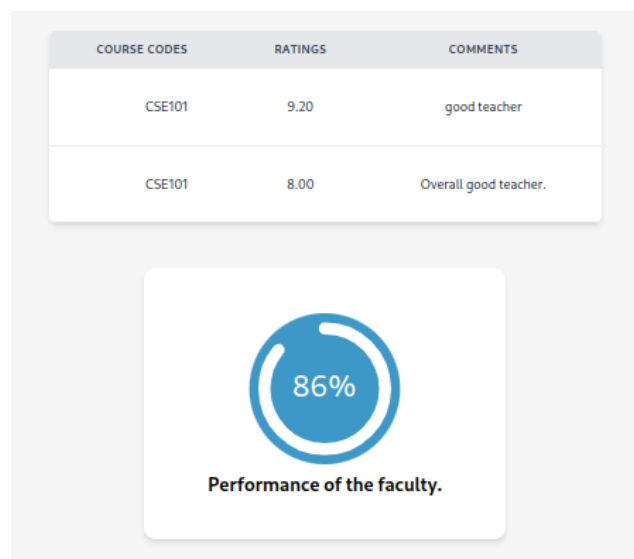 COURSE CODES RATINGS COMMENTS
CSE101 9.20 good teacher
CSE101 8.00 Overall good teacher.
86%
Performance of the faculty.